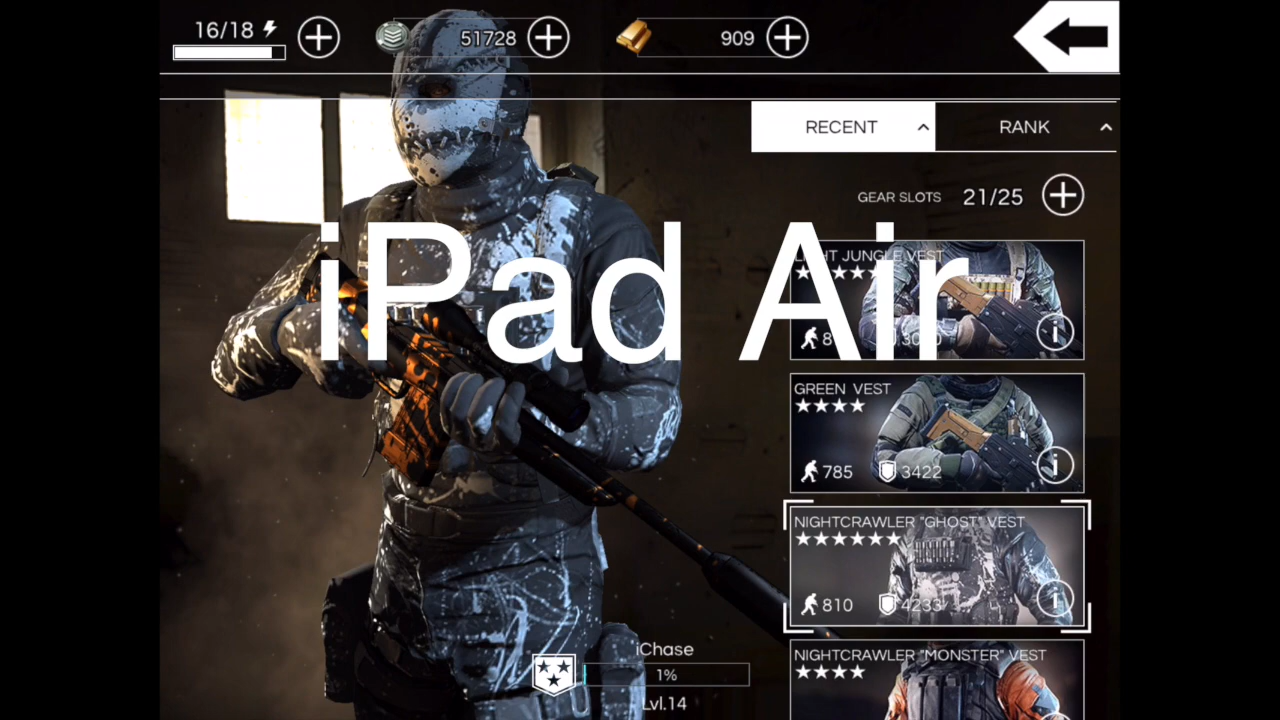 16/18
51728
909
RECENT
RANK
GEAR SLOTS 21/25
iPad Air
LIGHT JUNGLE VEST
GREEN VEST
785 3422
NIGHTCRAWLER "GHOST" VEST
810 4233
iChase
1%
Lvl.14
NIGHTCRAWLER "MONSTER" VEST